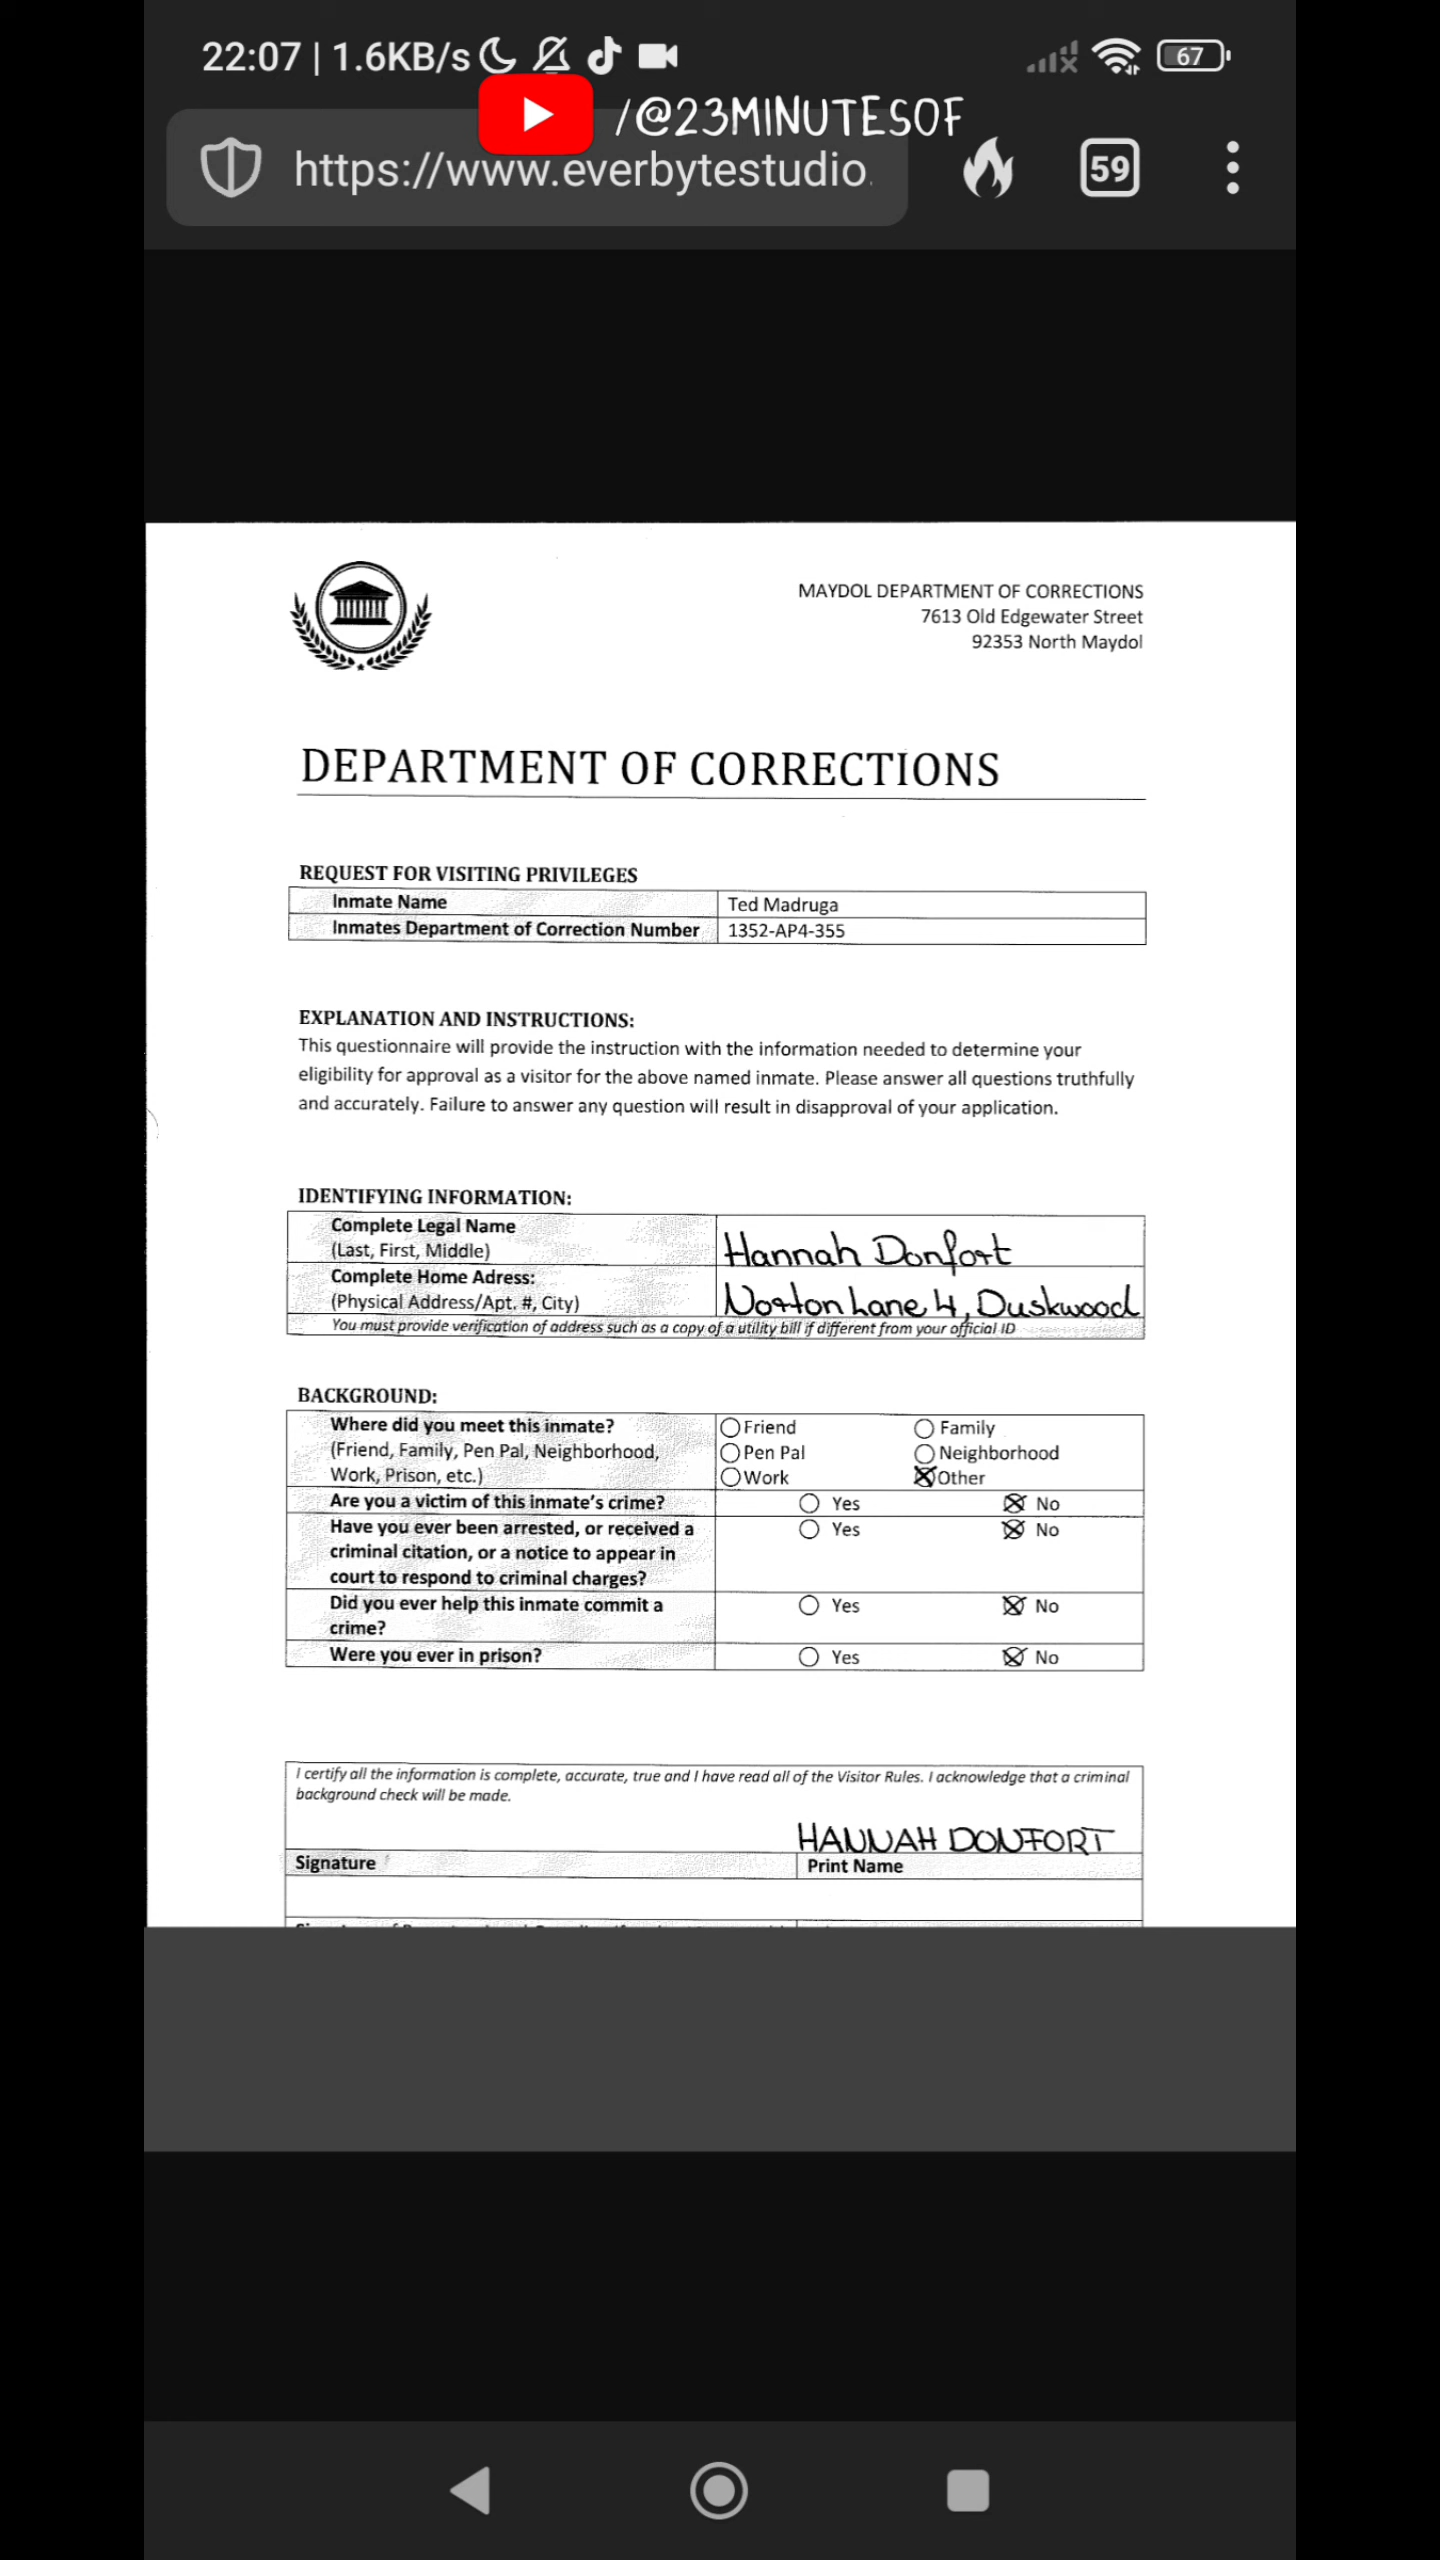 22:07 | 1.6KB/s
67
/@23MINUTESOF
https://www.everbytestudio.
59
MAYDOL DEPARTMENT OF CORRECTIONS
7613 Old Edgewater Street
92353 North Maydol
DEPARTMENT OF CORRECTIONS
REQUEST FOR VISITING PRIVILEGES
Inmate Name Ted Madruga
Inmates Department of Correction Number 1352-AP4-355
EXPLANATION AND INSTRUCTIONS:
This questionnaire will provide the instruction with the information needed to determine your
eligibility for approval as a visitor for the above named inmate. Please answer all questions truthfully
and accurately. Failure to answer any question will result in disapproval of your application.
IDENTIFYING INFORMATION:
Complete Legal Name
(Last, First, Middle) Hannah Donfort
Complete Home Adress:
(Physical Address/Apt. #, City) Norton Lane 4, Duskwood
You must provide verification of address such as a copy of a utility bill if different from your official ID
BACKGROUND:
Where did you meet this inmate? Friend Family
(Friend, Family, Pen Pal, Neighborhood, Pen Pal Neighborhood
Work, Prison, etc.) Work Other
Are you a victim of this inmate's crime? Yes No
Have you ever been arrested, or received a Yes No
criminal citation, or a notice to appear in
court to respond to criminal charges?
Did you ever help this inmate commit a Yes No
crime?
Were you ever in prison? Yes No
I certify all the information is complete, accurate, true and I have read all of the Visitor Rules. I acknowledge that a criminal
background check will be made.
HANNAH DONFORT
Signature Print Name